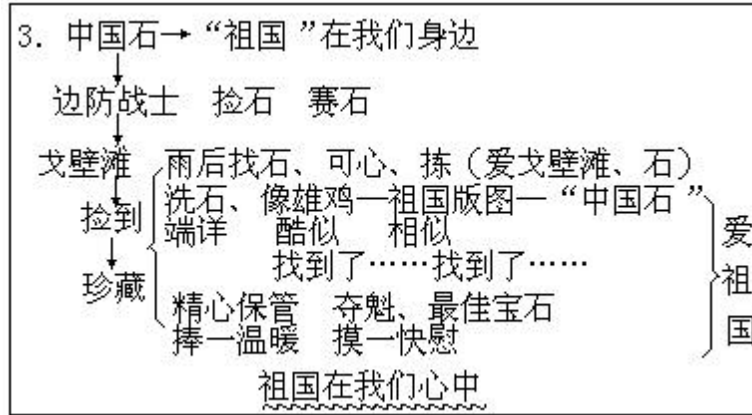 3. 中国石→“祖国”在我们身边
边防战士 捡石 赛石
戈壁滩 雨后找石、可心、拣（爱戈壁滩、石）
洗石、像雄鸡—祖国版图—“中国石”
捡到 端详 酷似 相似
找到了……找到了……
珍藏
精心保管 夺魁、最佳宝石
捧—温暖 摸—快慰
爱祖国
祖国在我们心中